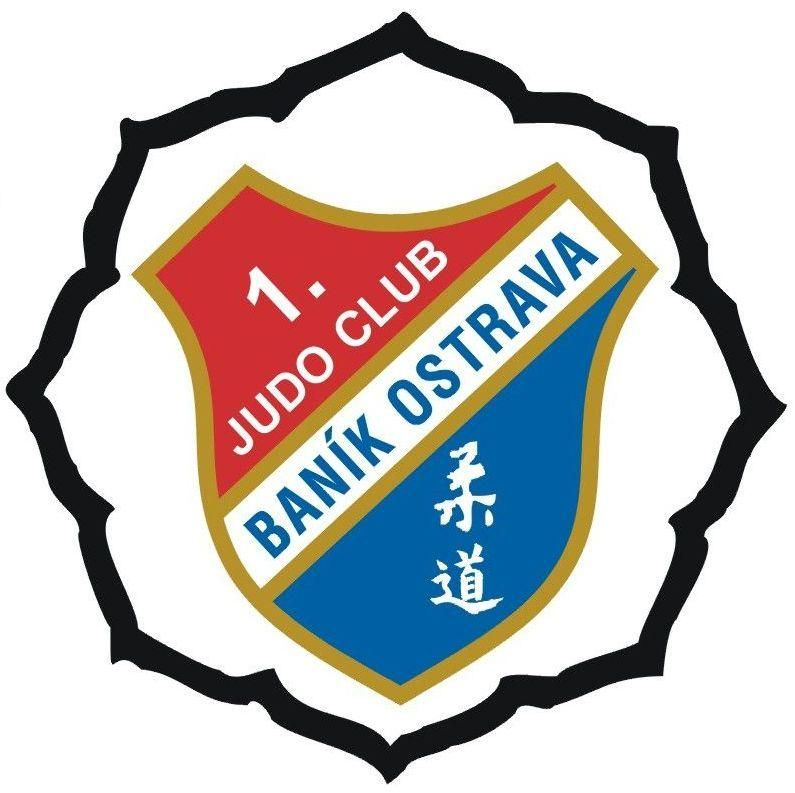 1.
JUDO CLUB
BANÍK OSTRAVA
柔
道